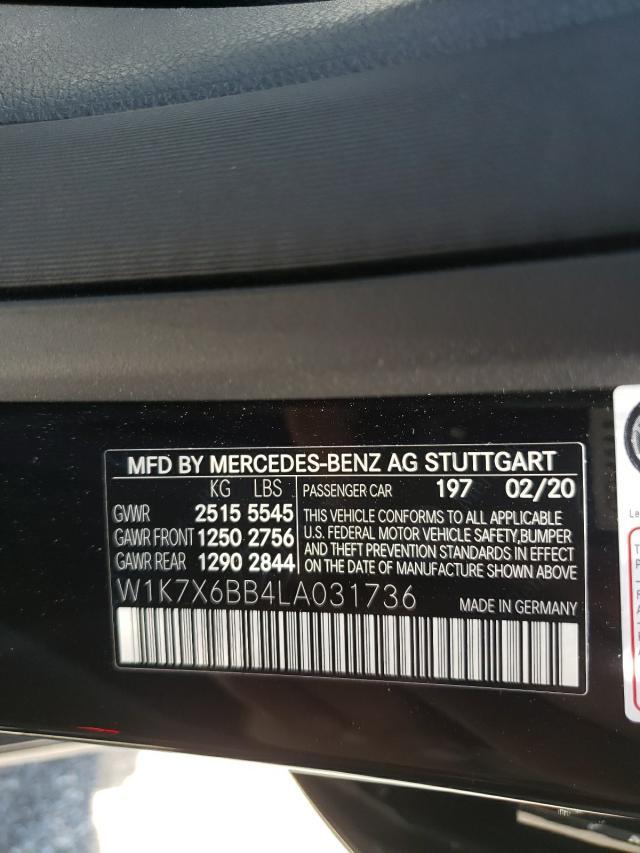 MFD BY MERCEDES-BENZ AG STUTTGART
KG LBS
PASSENGER CAR 197 02/20
GVWR 2515 5545
GAWR FRONT 1250 2756
GAWR REAR 1290 2844
THIS VEHICLE CONFORMS TO ALL APPLICABLE
U.S. FEDERAL MOTOR VEHICLE SAFETY,BUMPER
AND THEFT PREVENTION STANDARDS IN EFFECT
ON THE DATE OF MANUFACTURE SHOWN ABOVE.
W1K7X6BB4LA031736
MADE IN GERMANY